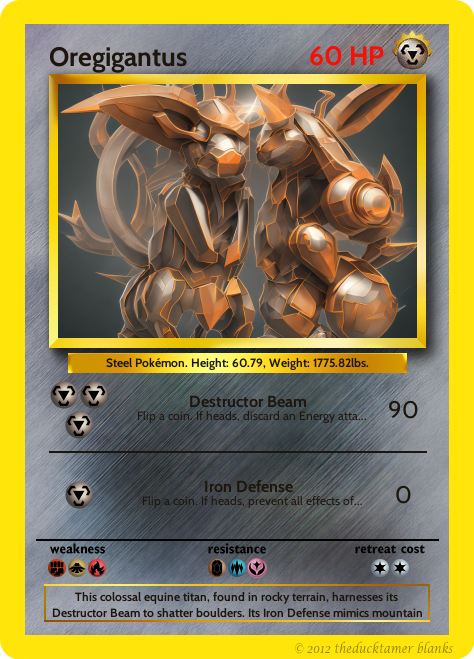 Oregigantus
60 HP
Steel Pokémon. Height: 60.79, Weight: 1775.82lbs.
Destructor Beam
Flip a coin. If heads, discard an Energy atta...
90
Iron Defense
Flip a coin. If heads, prevent all effects of...
0
weakness
resistance
retreat cost
This colossal equine titan, found in rocky terrain, harnesses its
Destructor Beam to shatter boulders. Its Iron Defense mimics mountain
© 2012 theducktamer blanks